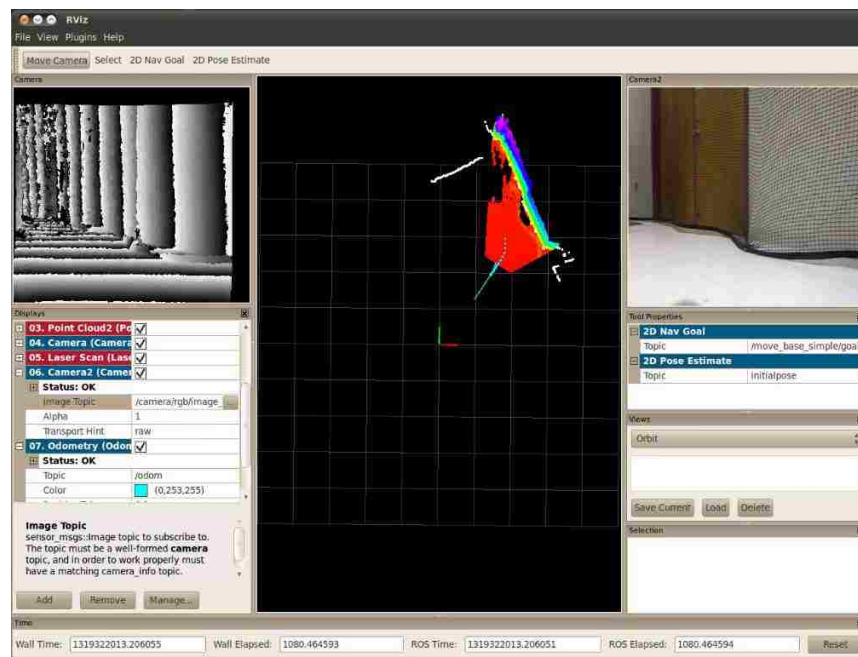 RViz
File View Plugins Help
Move Camera Select 2D Nav Goal 2D Pose Estimate
Camera
Displays
03. Point Cloud2 (Po
04. Camera (Camera
05. Laser Scan (Lase
06. Camera2 (Camer
Status: OK
Image Topic /camera/rgb/image_ ...
Alpha 1
Transport Hint raw
07. Odometry (Odom
Status: OK
Topic /odom
Color (0,253,255)
Image Topic
sensor_msgs::Image topic to subscribe to.
The topic must be a well-formed camera
topic, and in order to work properly must
have a matching camera_info topic.
Add Remove Manage...
Camera2
Tool Properties
2D Nav Goal
Topic /move_base_simple/goal
2D Pose Estimate
Topic initialpose
Views
Orbit
Save Current Load Delete
Selection
Time
Wall Time: 1319322013.206055 Wall Elapsed: 1080.464593 ROS Time: 1319322013.206051 ROS Elapsed: 1080.464594 Reset